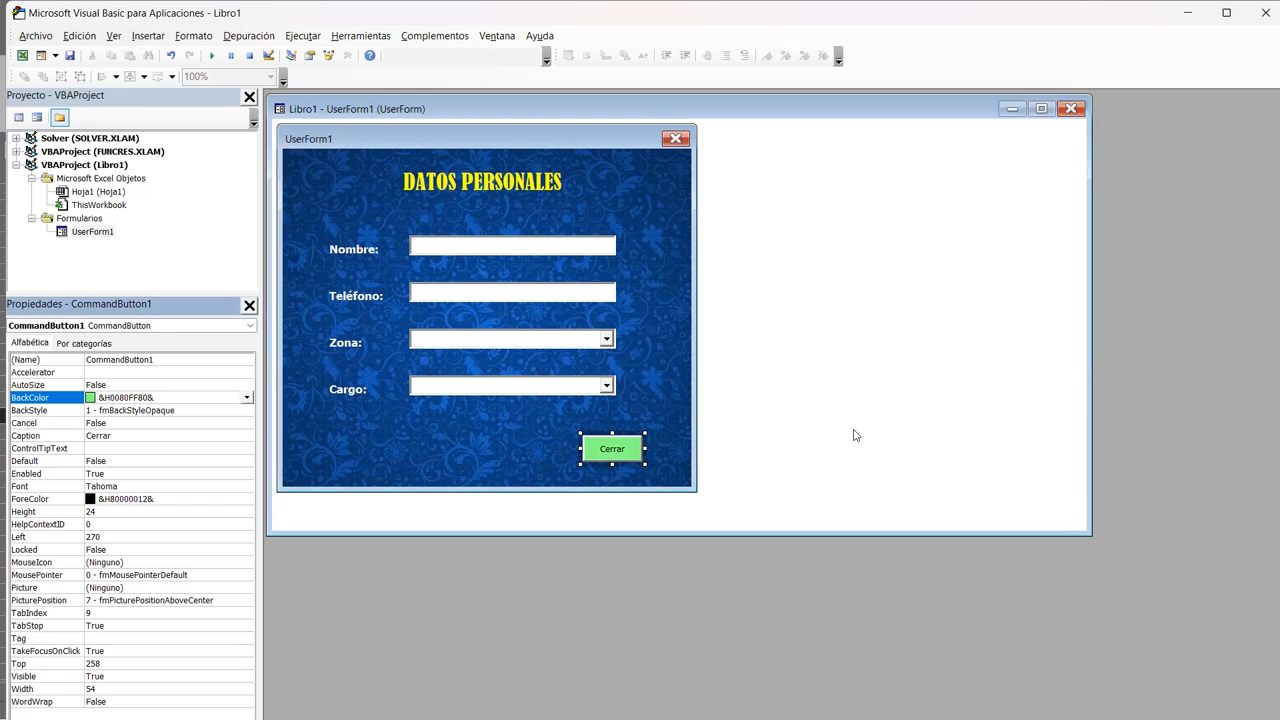 Microsoft Visual Basic para Aplicaciones - Libro1
Archivo Edición Ver Insertar Formato Depuración Ejecutar Herramientas Complementos Ventana Ayuda
100%
Proyecto - VBAProject
Solver (SOLVER.XLAM)
VBAProject (FUNCRES.XLAM)
VBAProject (Libro1)
Microsoft Excel Objetos
Hoja1 (Hoja1)
ThisWorkbook
Formularios
UserForm1
Propiedades - CommandButton1
CommandButton1 CommandButton
Alfabética Por categorías
(Name) CommandButton1
Accelerator
AutoSize False
BackColor &H0080FF80&
BackStyle 1 - fmBackStyleOpaque
Cancel False
Caption Cerrar
ControlTipText
Default False
Enabled True
Font Tahoma
ForeColor &H80000012&
Height 24
HelpContextID 0
Left 270
Locked False
MouseIcon (Ninguno)
MousePointer 0 - fmMousePointerDefault
Picture (Ninguno)
PicturePosition 7 - fmPicturePositionAboveCenter
TabIndex 9
TabStop True
Tag
TakeFocusOnClick True
Top 258
Visible True
Width 54
WordWrap False
Libro1 - UserForm1 (UserForm)
UserForm1
DATOS PERSONALES
Nombre:
Teléfono:
Zona:
Cargo:
Cerrar